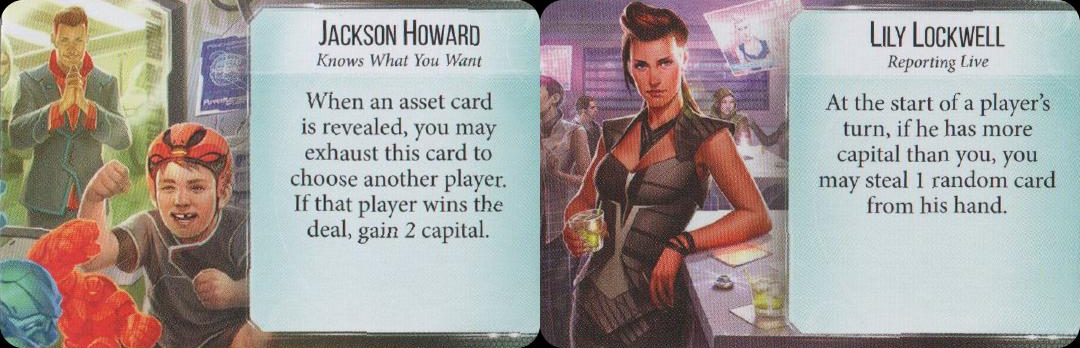 JACKSON HOWARD
Knows What You Want
When an asset card
is revealed, you may
exhaust this card to
choose another player.
If that player wins the
deal, gain 2 capital.
LILY LOCKWELL
Reporting Live
At the start of a player's
turn, if he has more
capital than you, you
may steal 1 random card
from his hand.